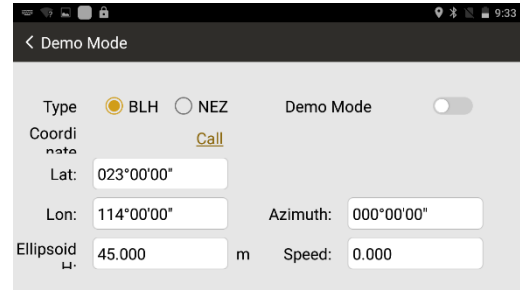 9:33
< Demo Mode
Type BLH NEZ Demo Mode
Coordi
nate Call
Lat: 023°00'00"
Lon: 114°00'00" Azimuth: 000°00'00"
Ellipsoid
H: 45.000 m Speed: 0.000